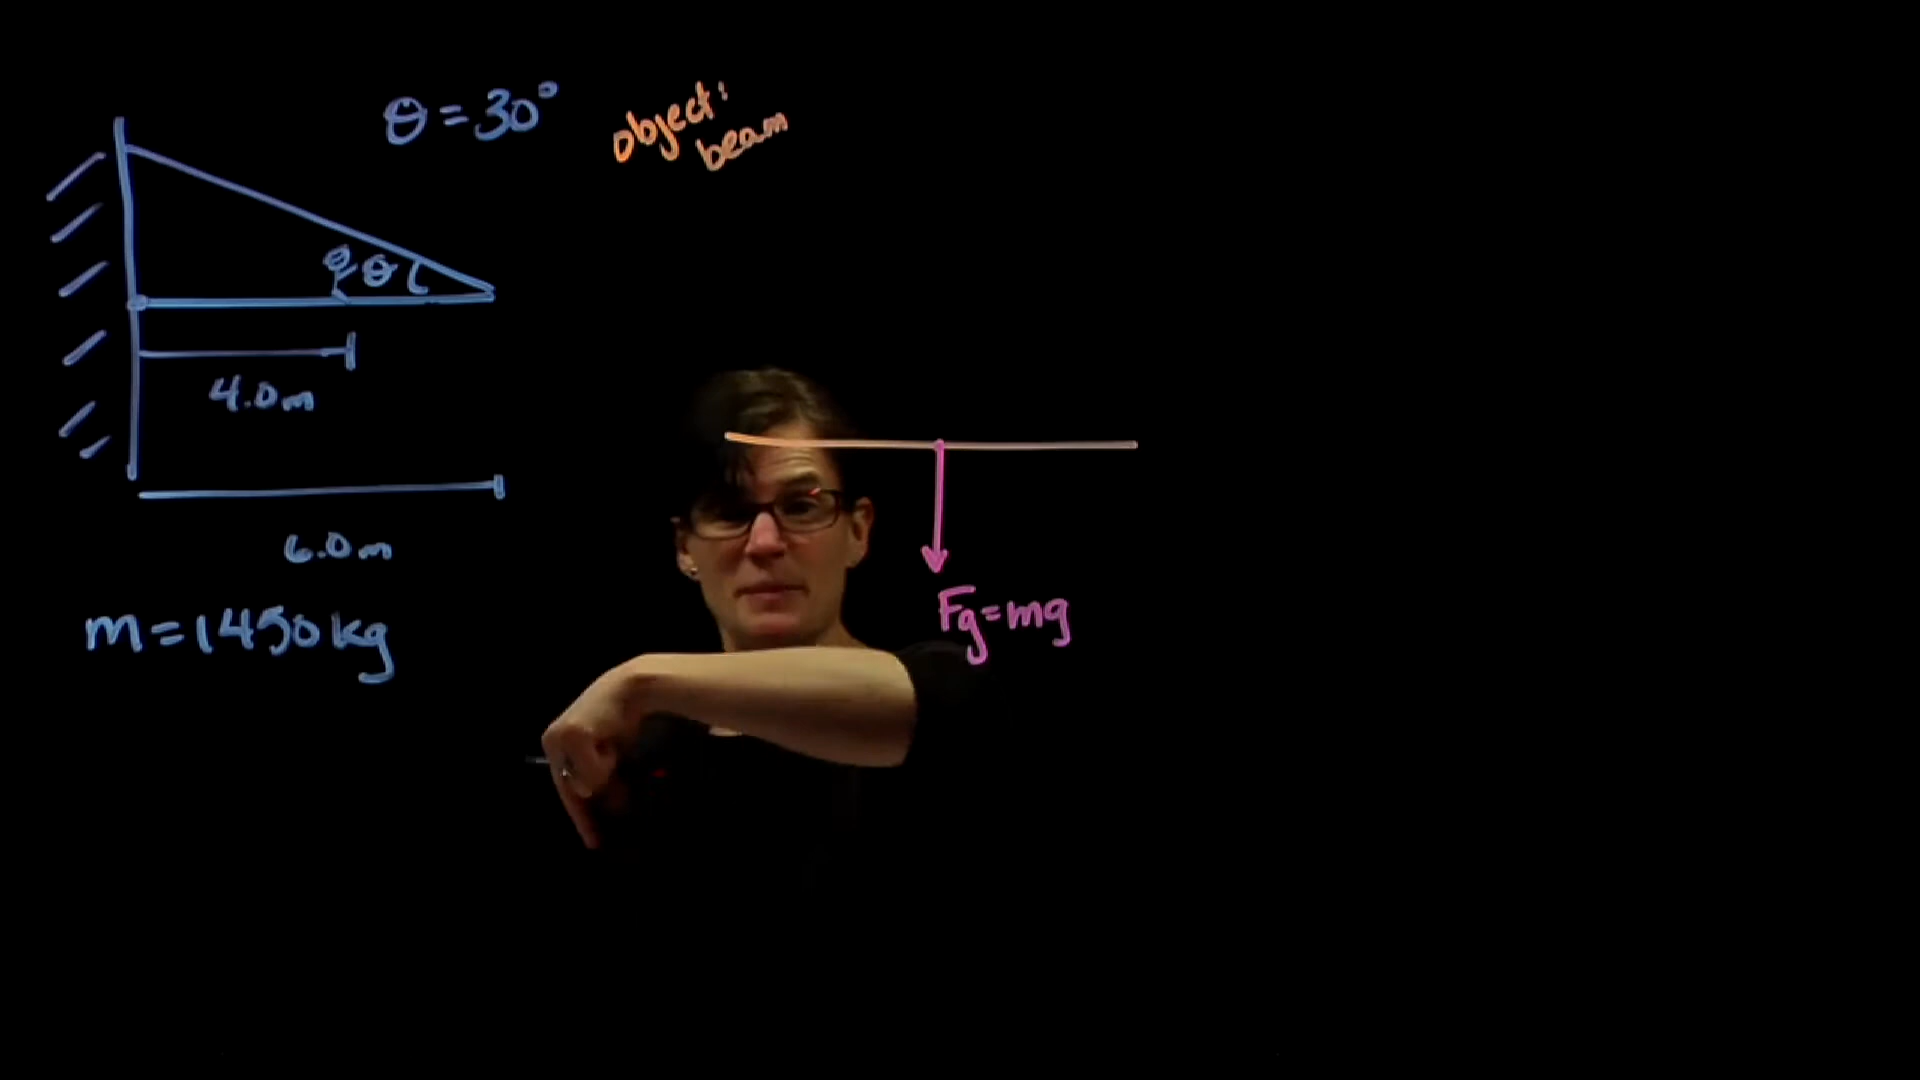 θ = 30°
object:
beam
θ
4.0m
6.0m
m = 1450kg
Fg = mg